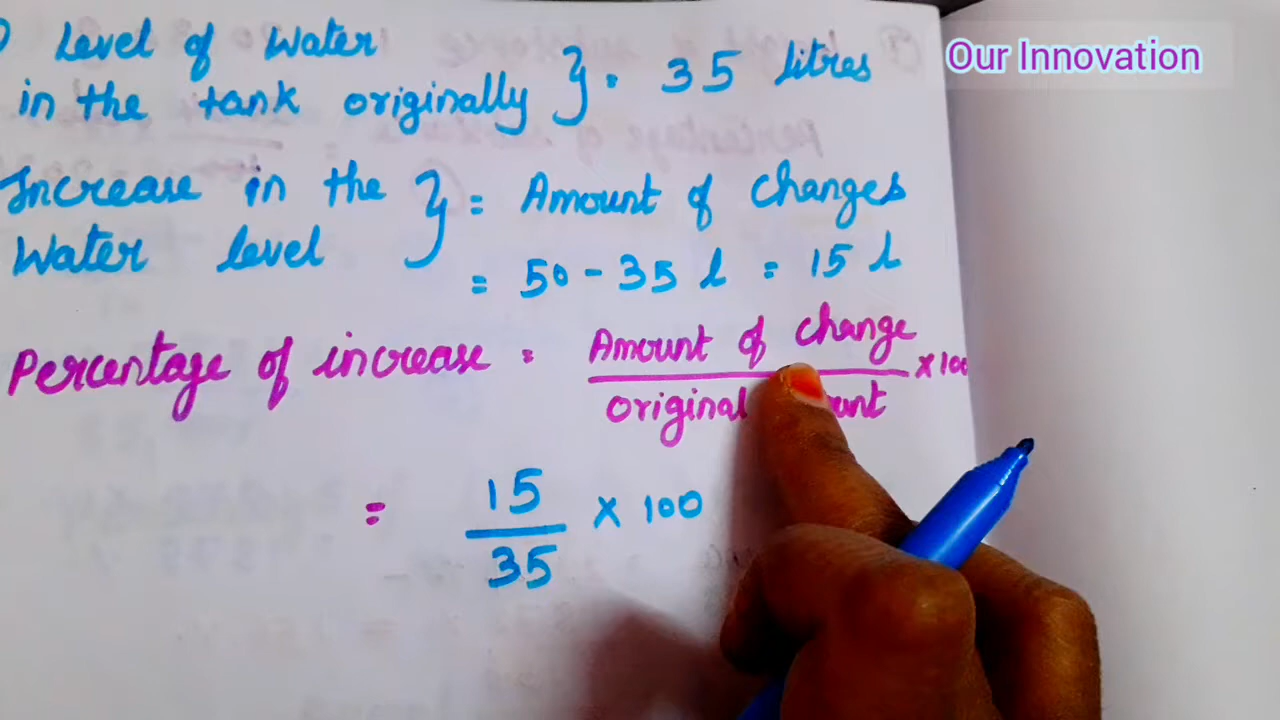 Level of Water
in the tank originally } = 35 litres
Our Innovation
Increase in the
Water level } = Amount of changes
= 50 - 35 l = 15 l
Percentage of increase = Amount of change
original × 100
= 15
35 × 100